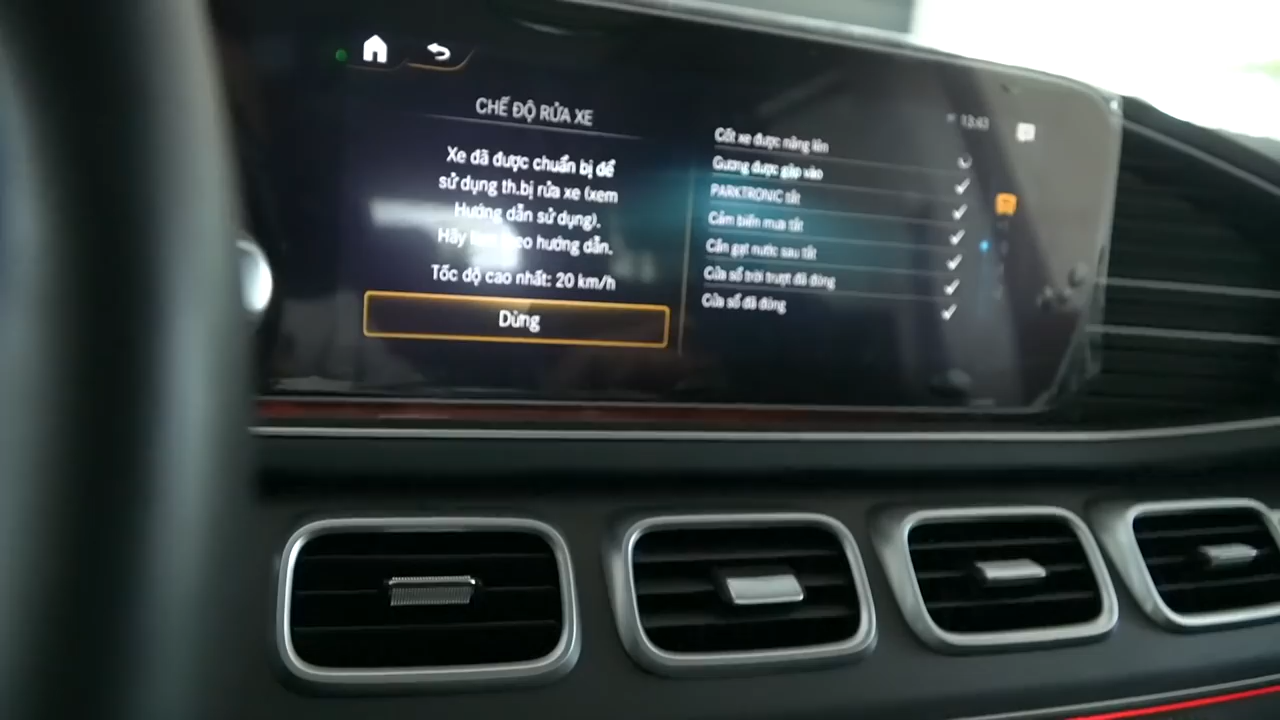 CHẾ ĐỘ RỬA XE
Xe đã được chuẩn bị để
sử dụng th.bị rửa xe (xem
Hướng dẫn sử dụng).
Hãy theo hướng dẫn.
Tốc độ cao nhất: 20 km/h
Dừng
13:43
Cốt xe được nâng lên
Gương được gập vào
PARKTRONIC tắt
Cảm biến mưa tắt
Cần gạt nước sau tắt
Cửa sổ trời trượt đã đóng
Cửa sổ đã đóng